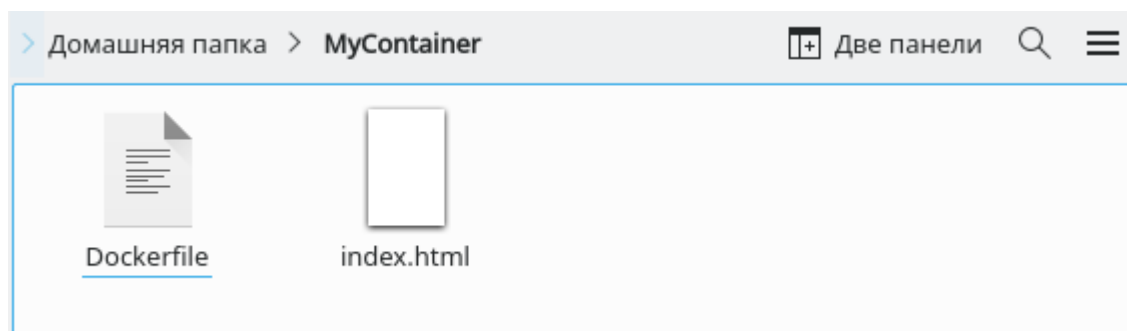 Домашняя папка > MyContainer Две панели
Dockerfile index.html